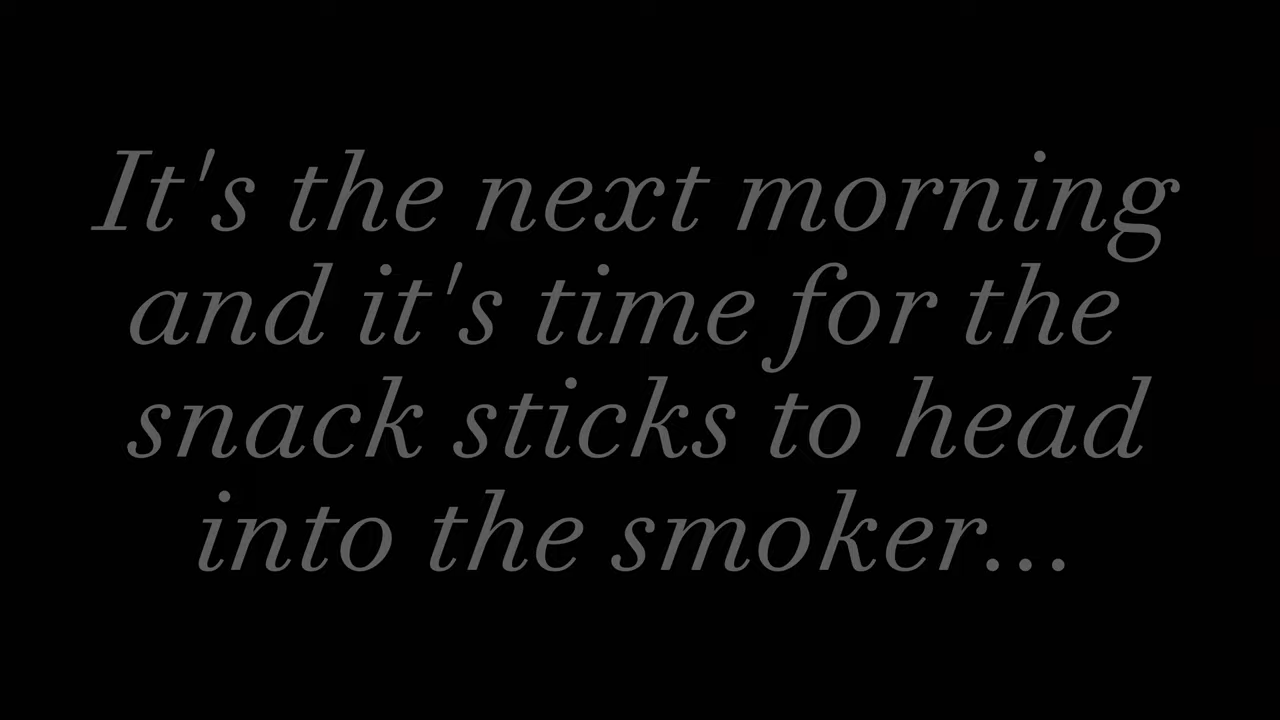 It's the next morning
and it's time for the
snack sticks to head
into the smoker...